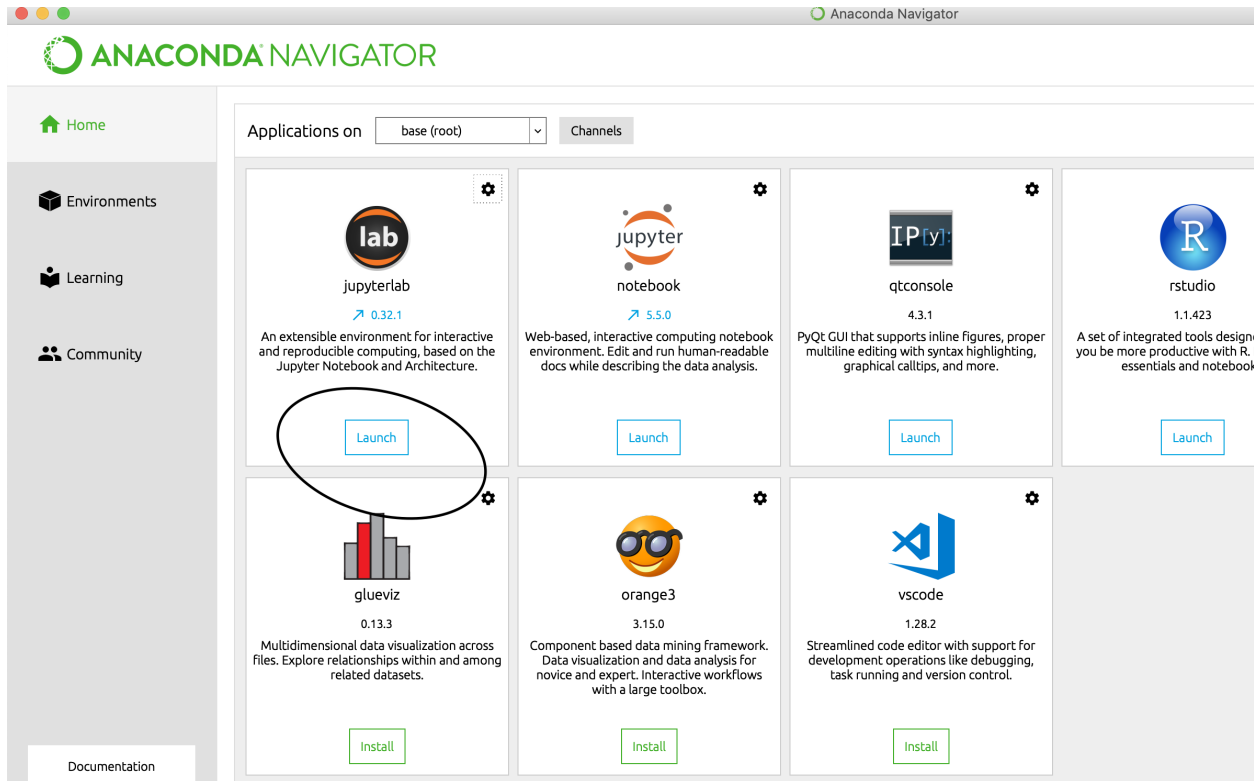 Anaconda Navigator
ANACONDA NAVIGATOR
Home
Environments
Learning
Community
Documentation
Applications on base (root) Channels
lab
jupyterlab
0.32.1
An extensible environment for interactive
and reproducible computing, based on the
Jupyter Notebook and Architecture.
Launch
jupyter
notebook
5.5.0
Web-based, interactive computing notebook
environment. Edit and run human-readable
docs while describing the data analysis.
Launch
IP[y]:
qtconsole
4.3.1
PyQt GUI that supports inline figures, proper
multiline editing with syntax highlighting,
graphical calltips, and more.
Launch
R
rstudio
1.1.423
A set of integrated tools designe
you be more productive with R.
essentials and notebook
Launch
glueviz
0.13.3
Multidimensional data visualization across
files. Explore relationships within and among
related datasets.
Install
orange3
3.15.0
Component based data mining framework.
Data visualization and data analysis for
novice and expert. Interactive workflows
with a large toolbox.
Install
vscode
1.28.2
Streamlined code editor with support for
development operations like debugging,
task running and version control.
Install